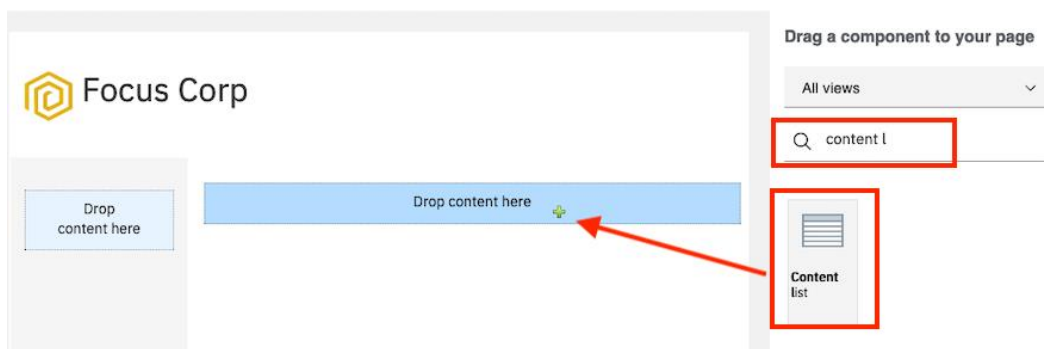 Drag a component to your page
Focus Corp
All views
content l
Drop
content here
Drop content here
Content
list